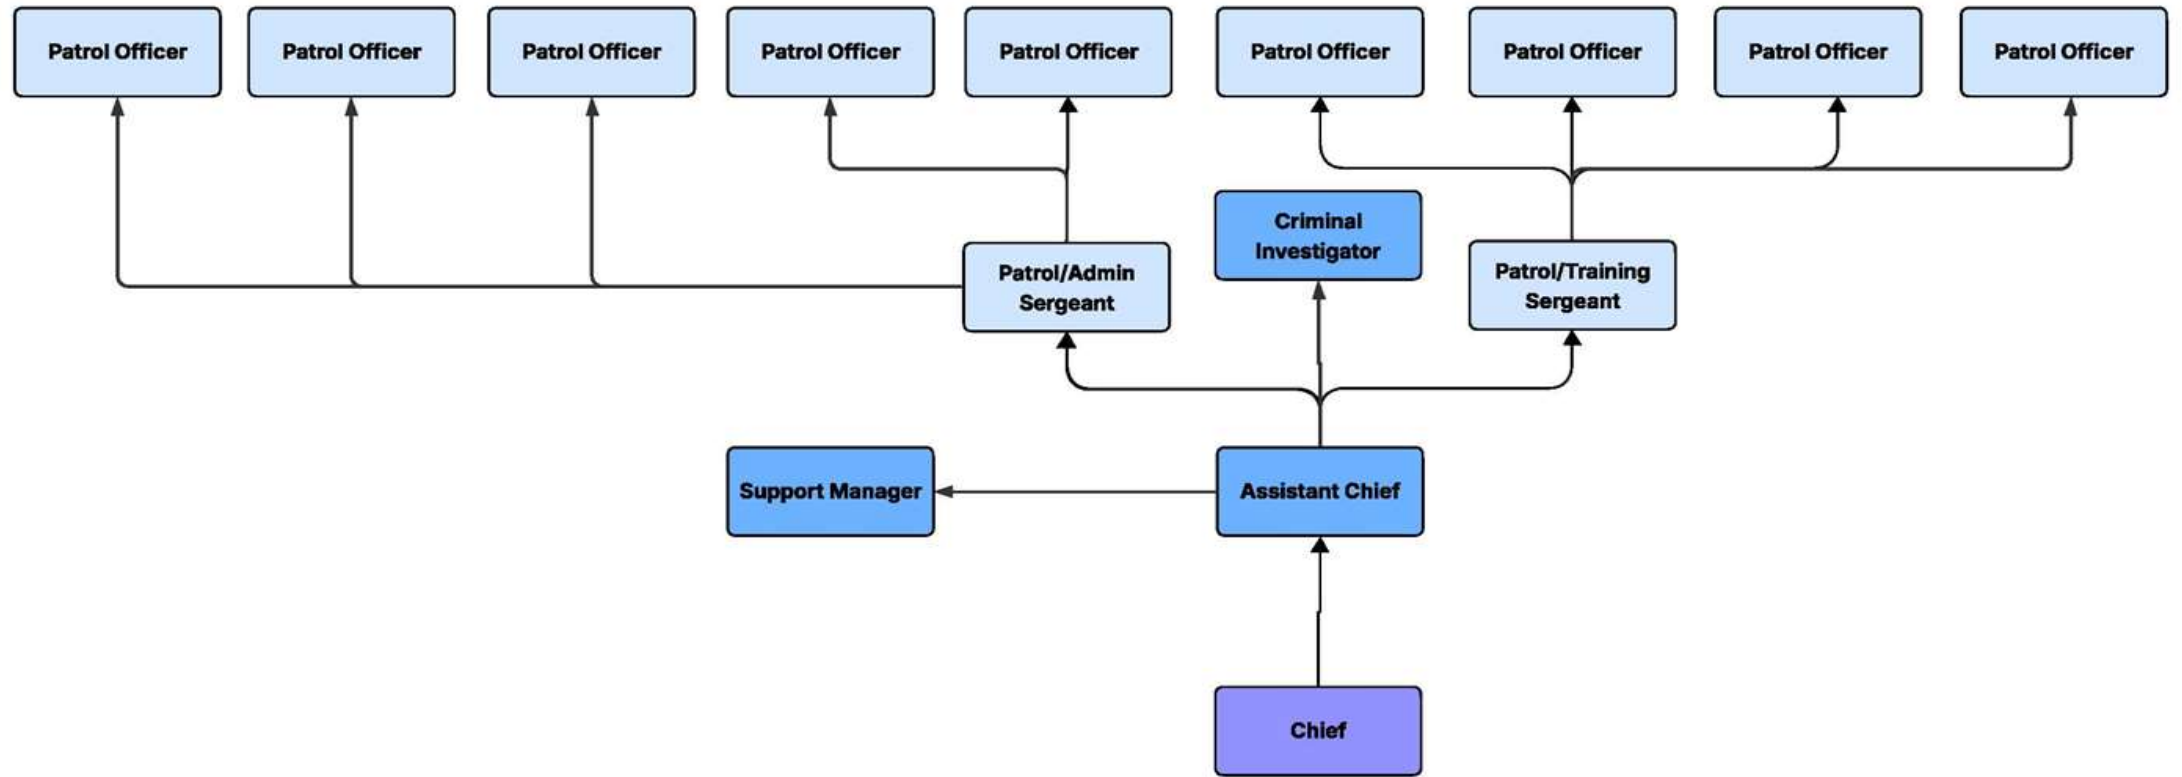 Patrol Officer
Patrol Officer
Patrol Officer
Patrol Officer
Patrol Officer
Patrol Officer
Patrol Officer
Patrol Officer
Patrol Officer
Criminal
Investigator
Patrol/Admin
Sergeant
Patrol/Training
Sergeant
Support Manager
Assistant Chief
Chief